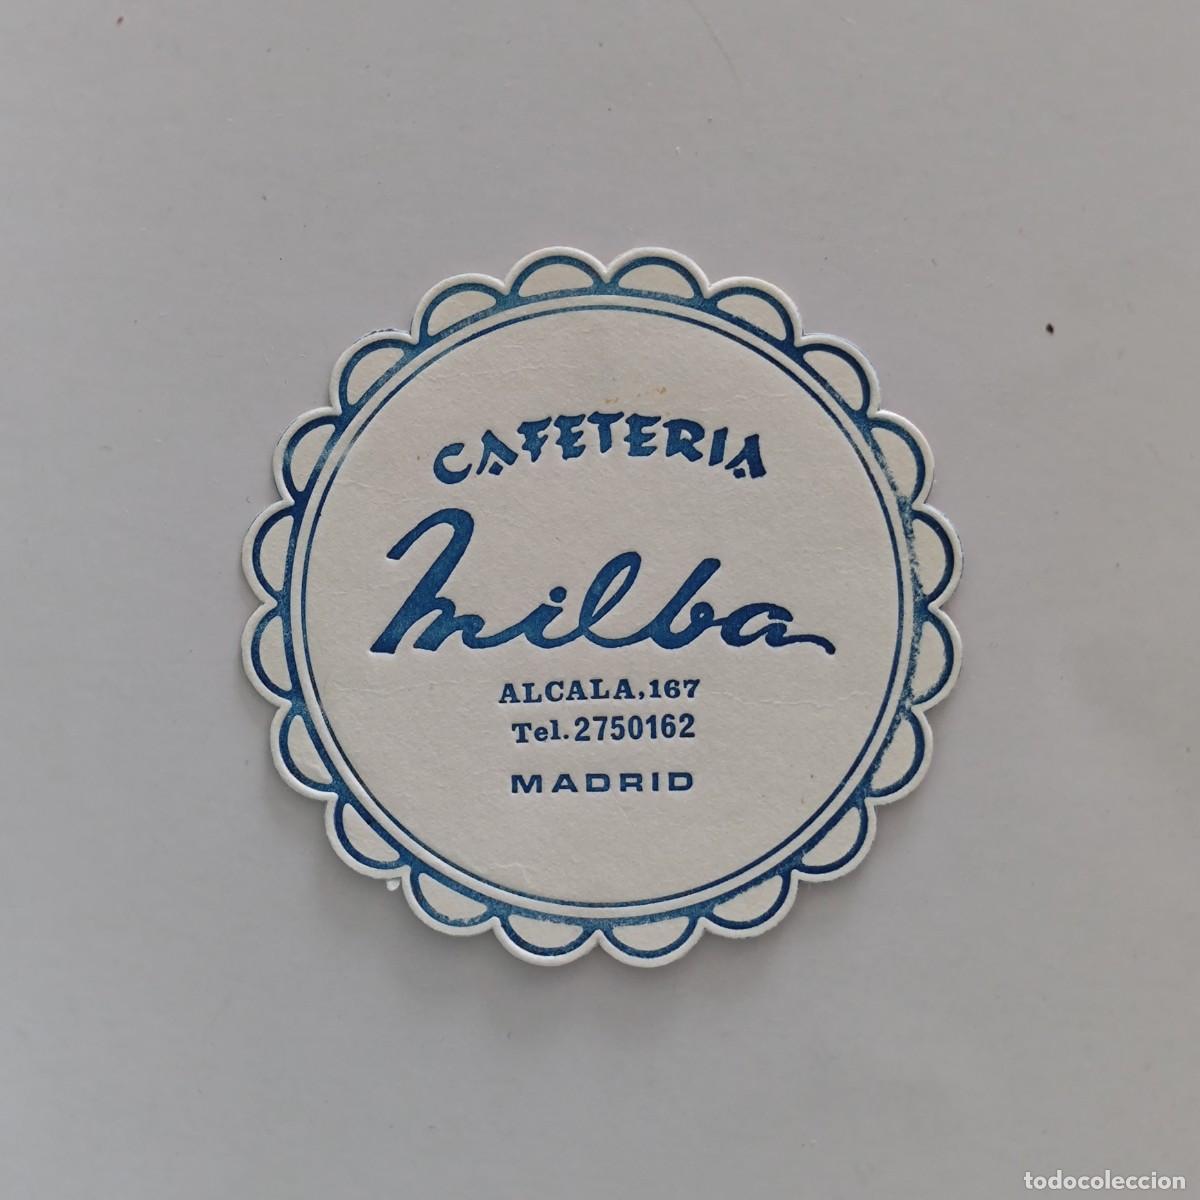 CAFETERIA
Milba
ALCALA, 167
Tel. 2750162
MADRID
todocoleccion